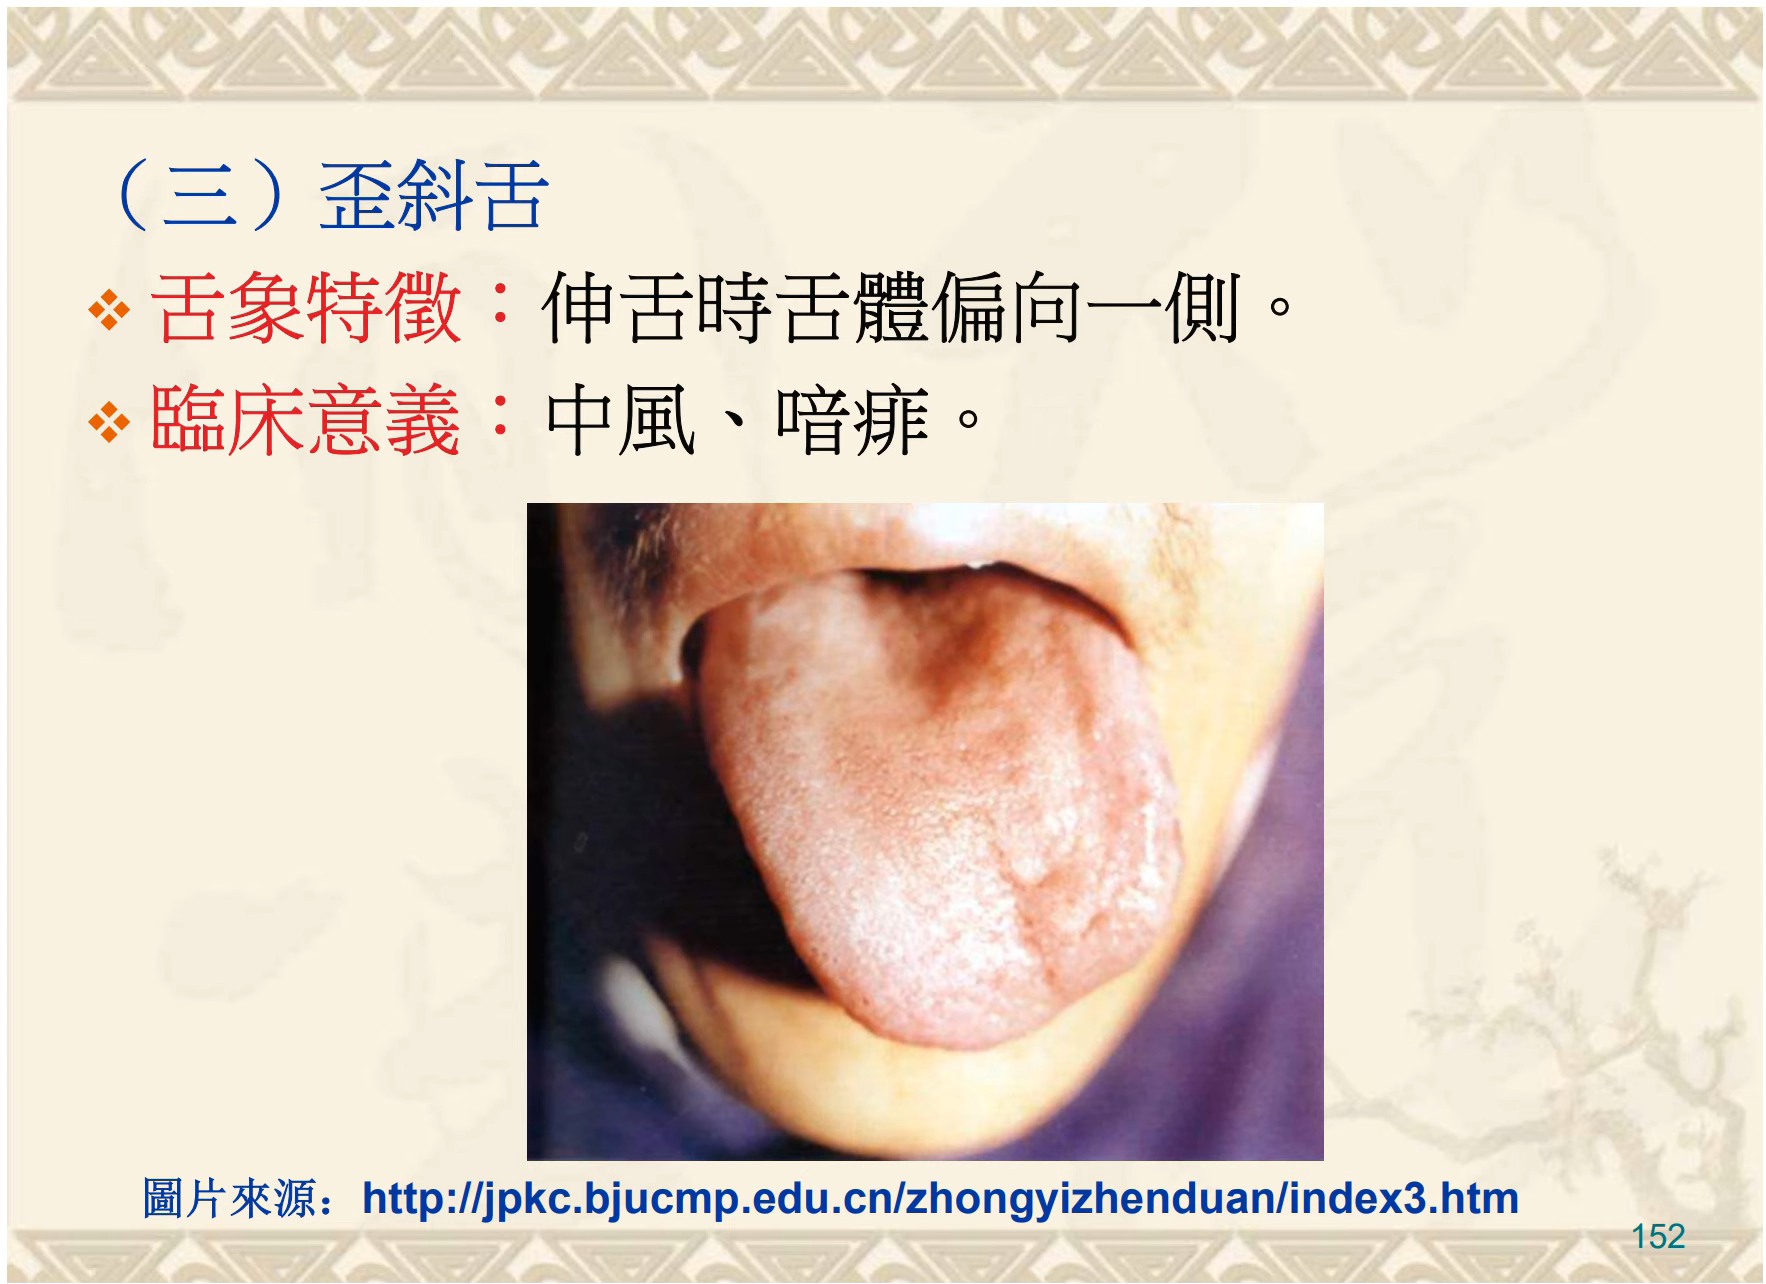 （三）歪斜舌
舌象特徵：伸舌時舌體偏向一側。
臨床意義：中風、喑痱。
圖片來源：http://jpkc.bjucmp.edu.cn/zhongyizhenduan/index3.htm
152